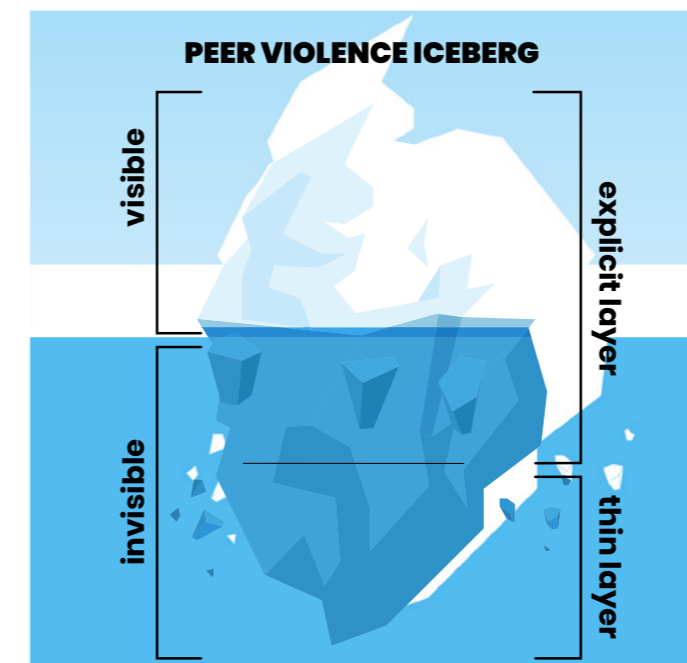 PEER VIOLENCE ICEBERG
visible
explicit layer
invisible
thin layer